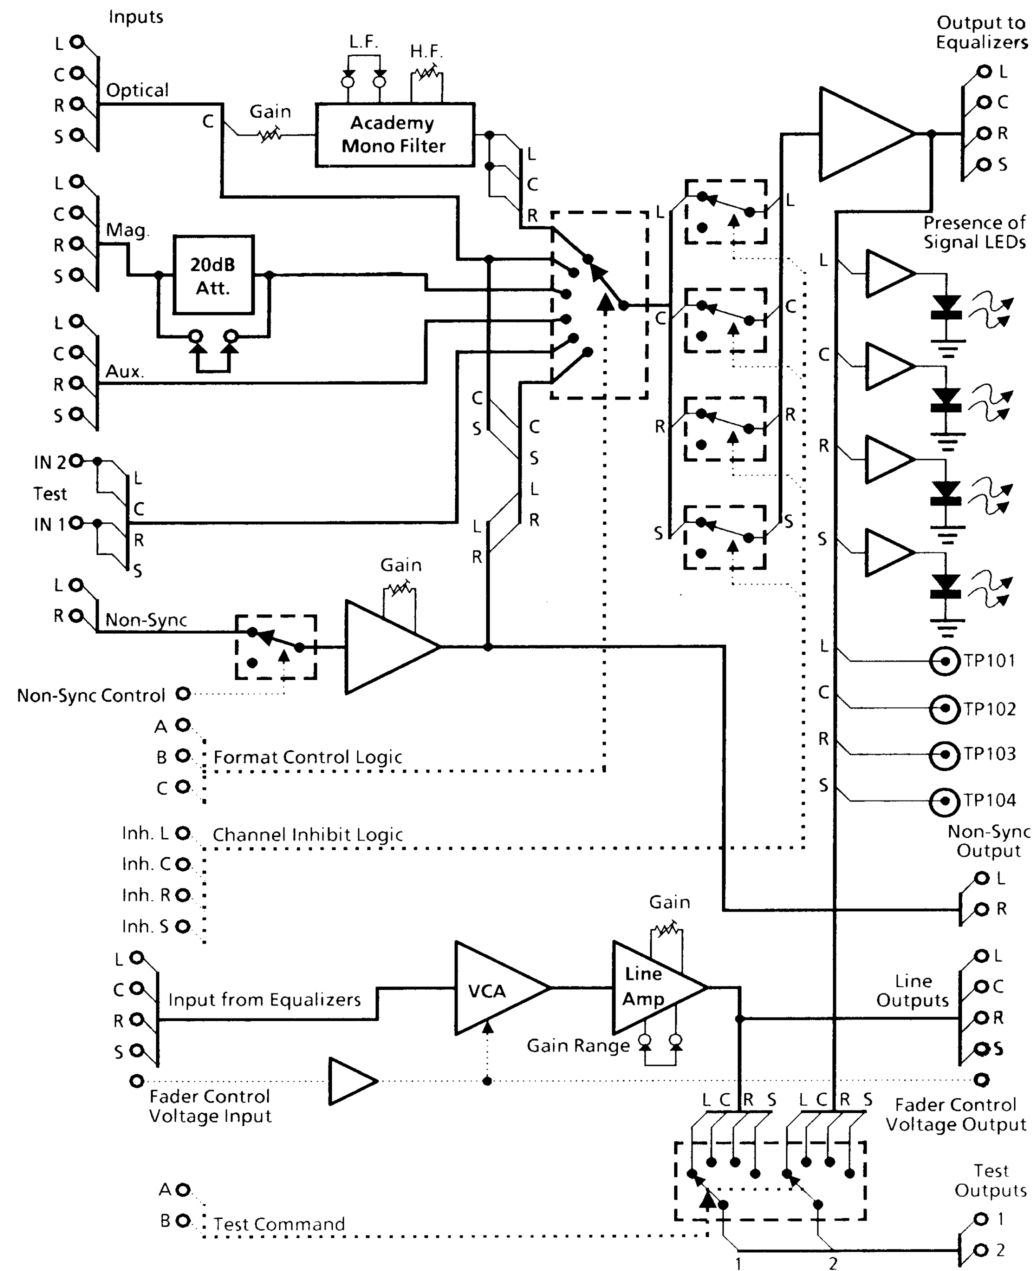 Inputs
L
C
R
S
Optical
C
Gain
L.F.
H.F.
Academy
Mono Filter
L
C
R
Output to
Equalizers
L
C
R
S
L
C
R
S
Mag.
20dB
Att.
L
C
R
S
Aux.
IN 2
Test
IN 1
L
C
R
S
C
S
C
S
L
R
L
R
L
L
C
C
R
R
S
S
Presence of
Signal LEDs
L
C
R
S
L
TP101
C
TP102
R
TP103
S
TP104
L
R
Non-Sync
Gain
Non-Sync Control
A
B
C
Format Control Logic
Inh. L
Inh. C
Inh. R
Inh. S
Channel Inhibit Logic
Non-Sync
Output
L
R
L
C
R
S
Input from Equalizers
VCA
Line
Amp
Gain
Gain Range
Line
Outputs
L
C
R
S
Fader Control
Voltage Input
Fader Control
Voltage Output
L C R S
L C R S
A
B
Test Command
Test
Outputs
1
2
1
2